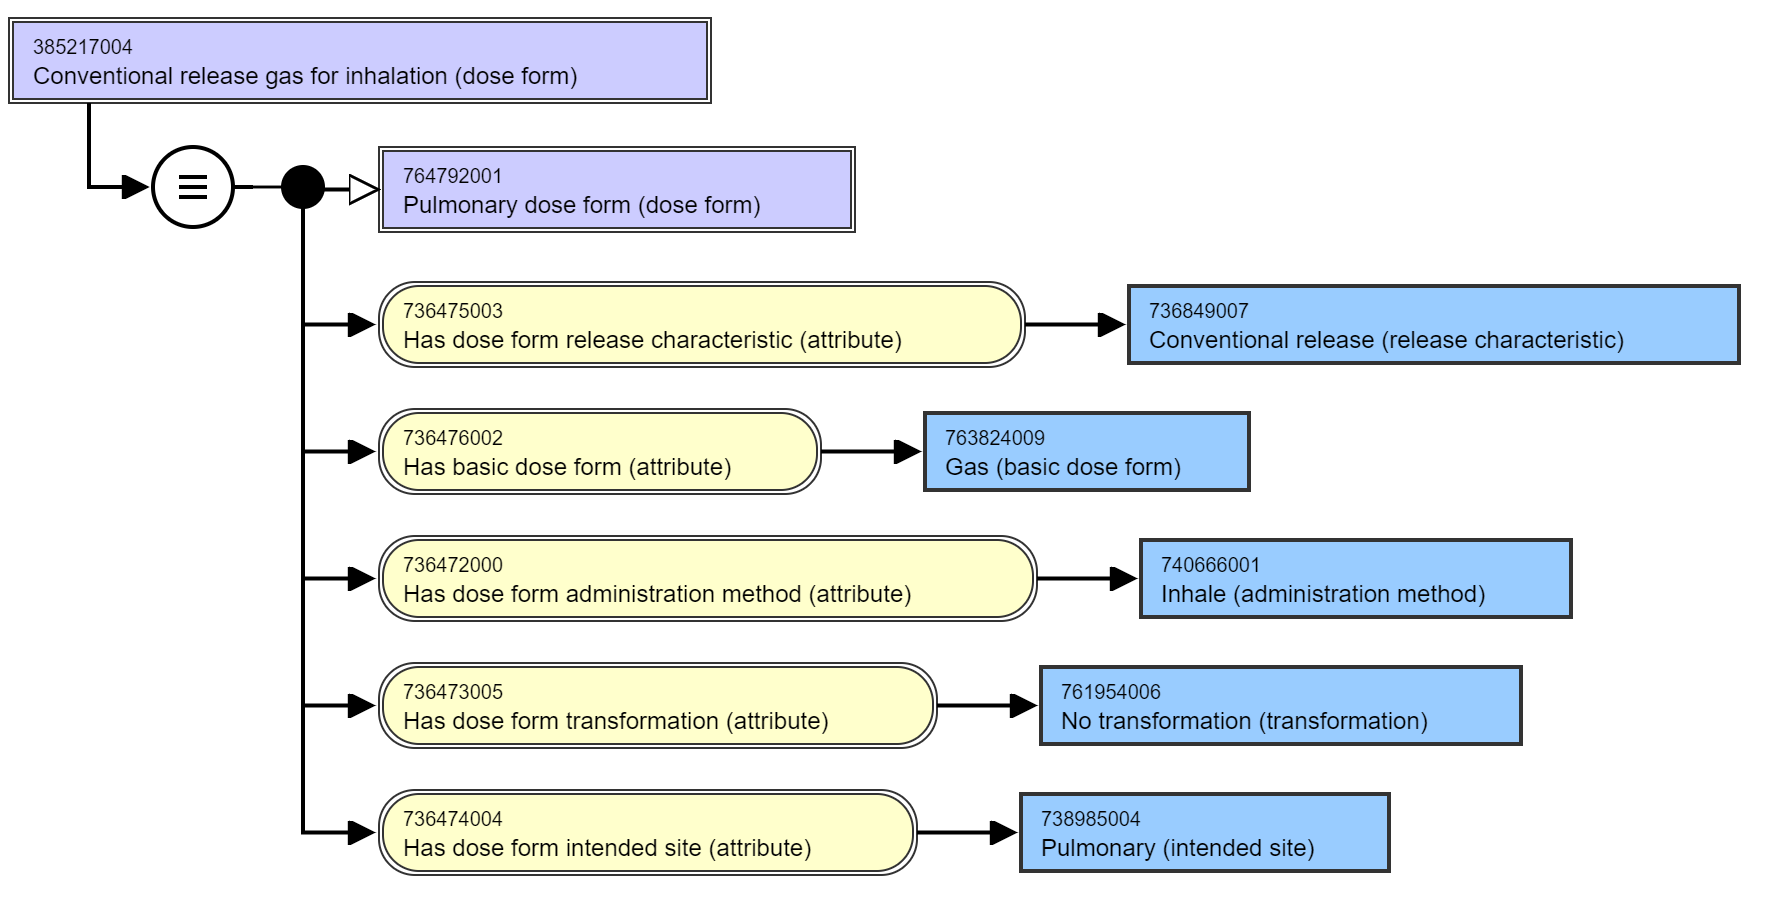 385217004
Conventional release gas for inhalation (dose form)
764792001
Pulmonary dose form (dose form)
736475003
Has dose form release characteristic (attribute)
736849007
Conventional release (release characteristic)
736476002
Has basic dose form (attribute)
763824009
Gas (basic dose form)
736472000
Has dose form administration method (attribute)
740666001
Inhale (administration method)
736473005
Has dose form transformation (attribute)
761954006
No transformation (transformation)
736474004
Has dose form intended site (attribute)
738985004
Pulmonary (intended site)